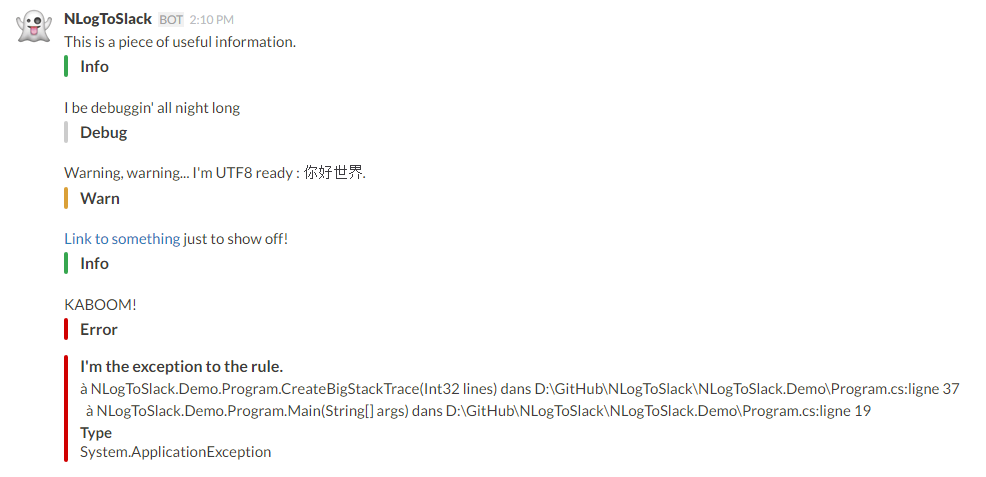 NLogToSlack BOT 2:10 PM
This is a piece of useful information.
Info
I be debuggin' all night long
Debug
Warning, warning... I'm UTF8 ready : 你好世界.
Warn
Link to something just to show off!
Info
KABOOM!
Error
I'm the exception to the rule.
à NLogToSlack.Demo.Program.CreateBigStackTrace(Int32 lines) dans D:\GitHub\NLogToSlack\NLogToSlack.Demo\Program.cs:ligne 37
à NLogToSlack.Demo.Program.Main(String[] args) dans D:\GitHub\NLogToSlack\NLogToSlack.Demo\Program.cs:ligne 19
Type
System.ApplicationException